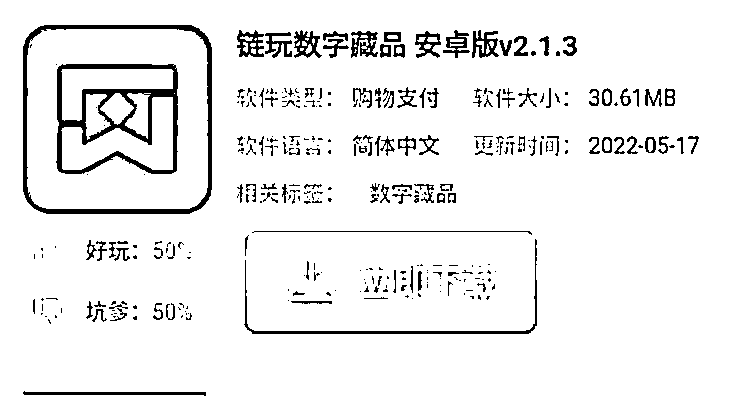 链玩数字藏品 安卓版v2.1.3
软件类型： 购物支付 软件大小： 30.61MB
软件语言： 简体中文 更新时间： 2022-05-17
相关标签： 数字藏品
好玩：50%
坑爹：50%
立即下载